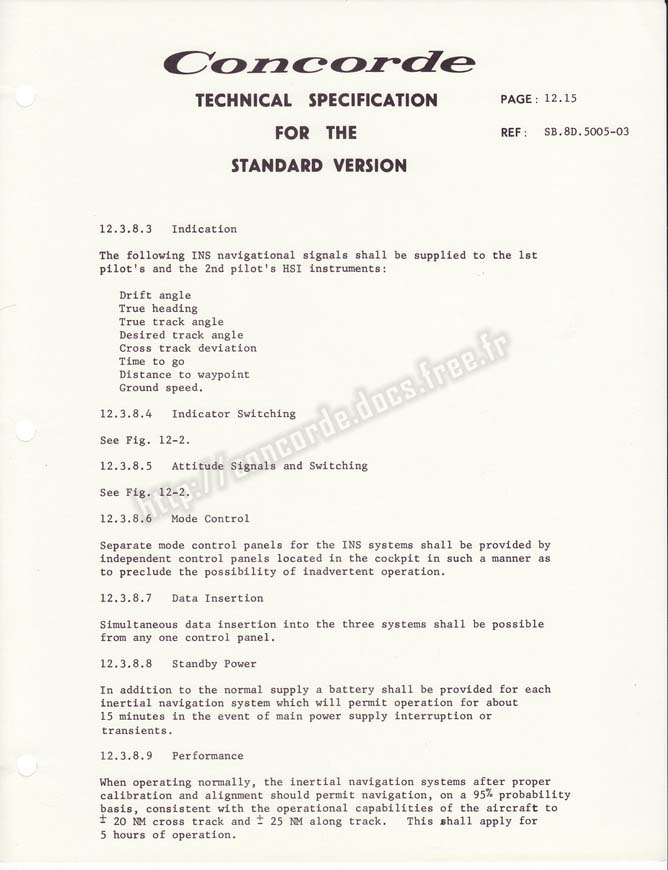 Concorde
TECHNICAL SPECIFICATION
PAGE: 12.15
FOR THE
REF: SB.8D.5005-03
STANDARD VERSION
12.3.8.3 Indication
The following INS navigational signals shall be supplied to the 1st
pilot's and the 2nd pilot's HSI instruments:
Drift angle
True heading
True track angle
Desired track angle
Cross track deviation
Time to go
Distance to waypoint
Ground speed.
12.3.8.4 Indicator Switching
See Fig. 12-2.
12.3.8.5 Attitude Signals and Switching
See Fig. 12-2.
12.3.8.6 Mode Control
Separate mode control panels for the INS systems shall be provided by
independent control panels located in the cockpit in such a manner as
to preclude the possibility of inadvertent operation.
12.3.8.7 Data Insertion
Simultaneous data insertion into the three systems shall be possible
from any one control panel.
12.3.8.8 Standby Power
In addition to the normal supply a battery shall be provided for each
inertial navigation system which will permit operation for about
15 minutes in the event of main power supply interruption or
transients.
12.3.8.9 Performance
When operating normally, the inertial navigation systems after proper
calibration and alignment should permit navigation, on a 95% probability
basis, consistent with the operational capabilities of the aircraft to
± 20 NM cross track and ± 25 NM along track. This shall apply for
5 hours of operation.
http://concorde.docs.free.fr